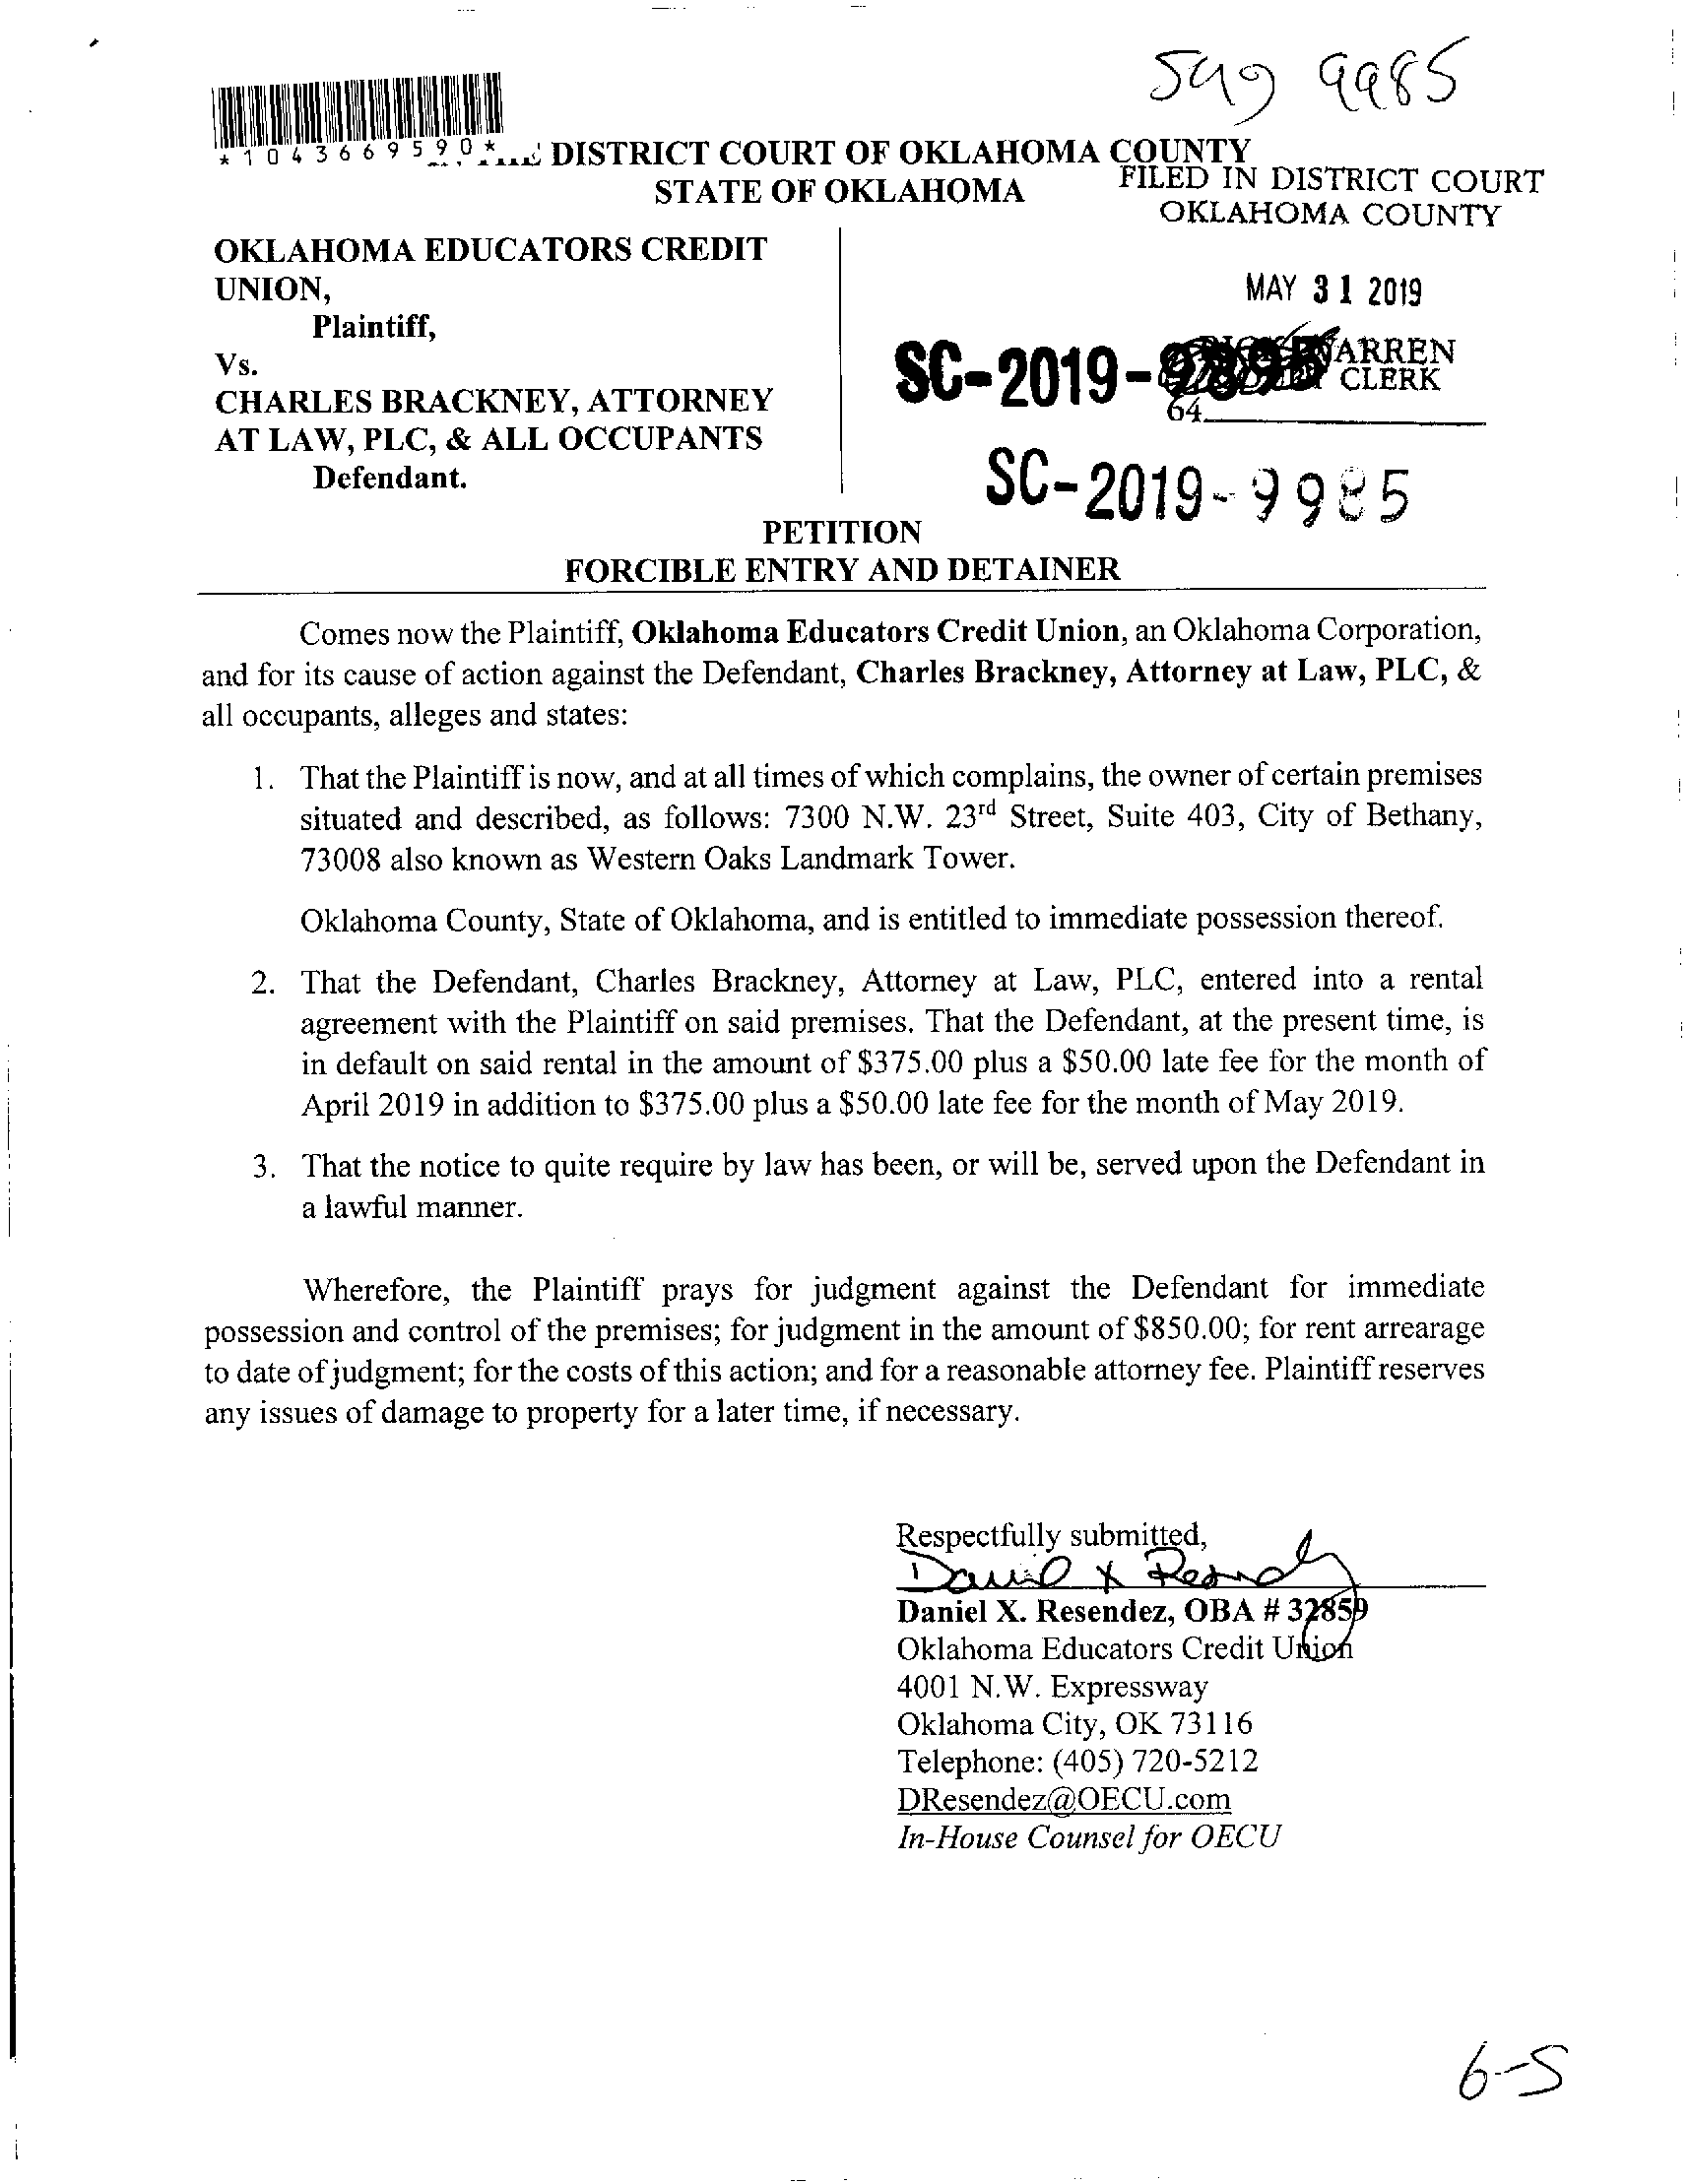 Sag 9985
*1043669590*
DISTRICT COURT OF OKLAHOMA COUNTY
STATE OF OKLAHOMA
FILED IN DISTRICT COURT
OKLAHOMA COUNTY
MAY 31 2019
WARREN
CLERK
64
OKLAHOMA EDUCATORS CREDIT
UNION,
Plaintiff,
Vs.
CHARLES BRACKNEY, ATTORNEY
AT LAW, PLC, & ALL OCCUPANTS
Defendant.
SC-2019-
SC-2019-9985
PETITION
FORCIBLE ENTRY AND DETAINER
Comes now the Plaintiff, Oklahoma Educators Credit Union, an Oklahoma Corporation,
and for its cause of action against the Defendant, Charles Brackney, Attorney at Law, PLC, &
all occupants, alleges and states:
1. That the Plaintiff is now, and at all times of which complains, the owner of certain premises
situated and described, as follows: 7300 N.W. 23rd Street, Suite 403, City of Bethany,
73008 also known as Western Oaks Landmark Tower.
Oklahoma County, State of Oklahoma, and is entitled to immediate possession thereof.
2. That the Defendant, Charles Brackney, Attorney at Law, PLC, entered into a rental
agreement with the Plaintiff on said premises. That the Defendant, at the present time, is
in default on said rental in the amount of $375.00 plus a $50.00 late fee for the month of
April 2019 in addition to $375.00 plus a $50.00 late fee for the month of May 2019.
3. That the notice to quite require by law has been, or will be, served upon the Defendant in
a lawful manner.
Wherefore, the Plaintiff prays for judgment against the Defendant for immediate
possession and control of the premises; for judgment in the amount of $850.00; for rent arrearage
to date of judgment; for the costs of this action; and for a reasonable attorney fee. Plaintiff reserves
any issues of damage to property for a later time, if necessary.
Respectfully submitted,
Daniel X Resendez
Daniel X. Resendez, OBA # 32859
Oklahoma Educators Credit Union
4001 N.W. Expressway
Oklahoma City, OK 73116
Telephone: (405) 720-5212
DResendez@OECU.com
In-House Counsel for OECU
6-5